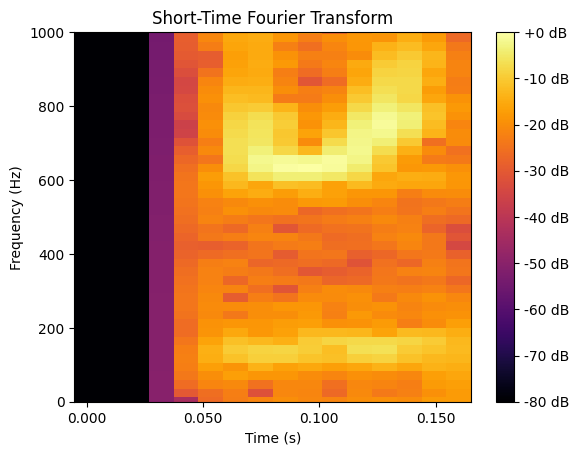 Short-Time Fourier Transform
Frequency (Hz)
1000
800
600
400
200
0
0.000 0.050 0.100 0.150
Time (s)
+0 dB
-10 dB
-20 dB
-30 dB
-40 dB
-50 dB
-60 dB
-70 dB
-80 dB